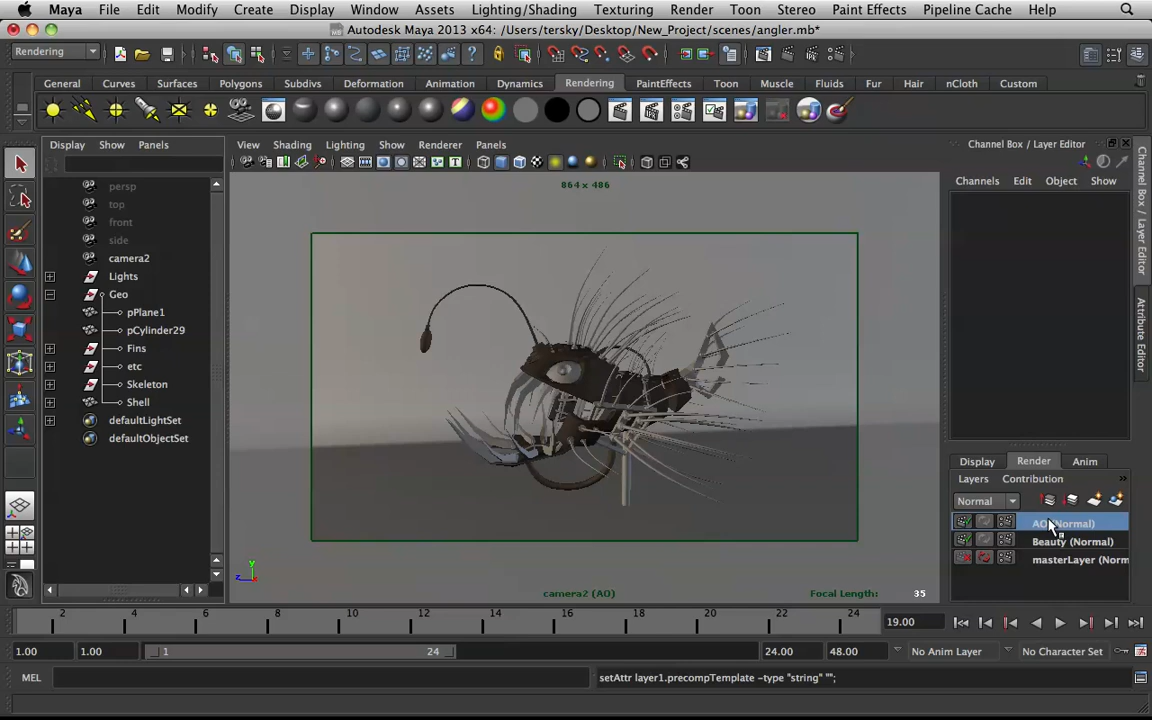 Maya File Edit Modify Create Display Window Assets Lighting/Shading Texturing Render Toon Stereo Paint Effects Pipeline Cache Help
Autodesk Maya 2013 x64: /Users/tersky/Desktop/New_Project/scenes/angler.mb*
Rendering
General Curves Surfaces Polygons Subdivs Deformation Animation Dynamics Rendering PaintEffects Toon Muscle Fluids Fur Hair nCloth Custom
Display Show Panels
View Shading Lighting Show Renderer Panels
Channel Box / Layer Editor
Channels Edit Object Show
Channel Box / Layer Editor
Attribute Editor
864 x 486
persp
top
front
side
camera2
Lights
Geo
pPlane1
pCylinder29
Fins
etc
Skeleton
Shell
defaultLightSet
defaultObjectSet
Display Render Anim
Layers Contribution
Normal
(Normal)
Beauty (Normal)
masterLayer (Norm
camera2 (AO)
Focal Length: 35
2 4 6 8 10 12 14 16 18 20 22 24
19.00
1.00 1.00 1 24 24.00 48.00 No Anim Layer No Character Set
MEL
setAttr layer1.precompTemplate -type "string" "";